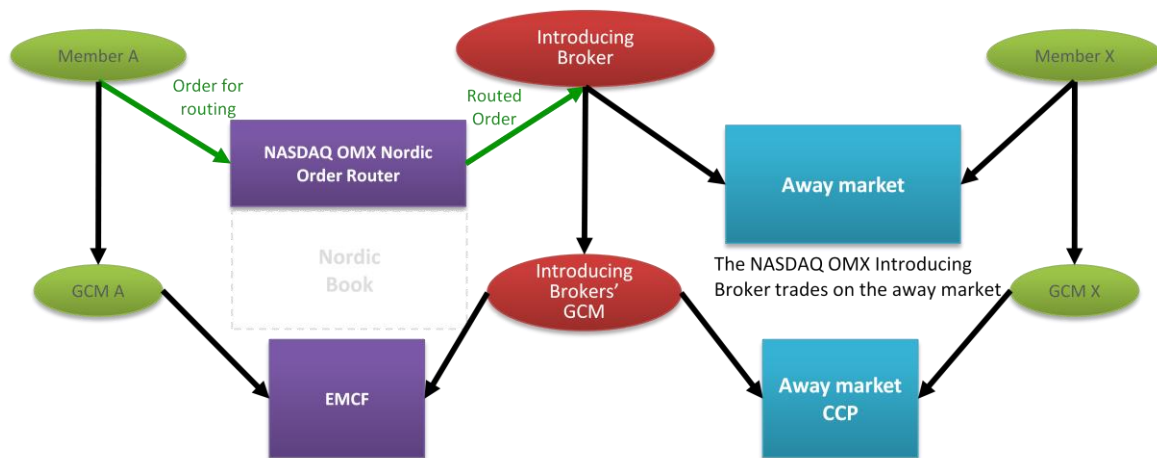 Member A
Order for
routing
Routed
Order
Introducing
Broker
Member X
NASDAQ OMX Nordic
Order Router
Away market
Nordic
Book
The NASDAQ OMX Introducing
Broker trades on the away market
GCM A
Introducing
Brokers’
GCM
GCM X
EMCF
Away market
CCP